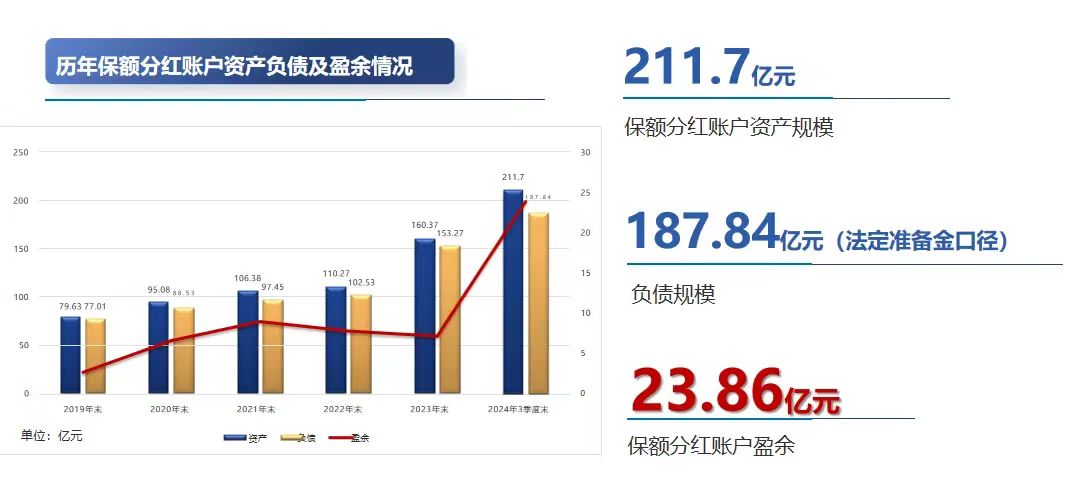 历年保额分红账户资产负债及盈余情况
250
200
150
100
50
0
30
25
20
15
10
5
0
79.63 77.01
95.08 88.53
106.38 97.45
110.27 102.53
160.37 153.27
211.7 187.84
2019年末 2020年末 2021年末 2022年末 2023年末 2024年3季度末
单位：亿元
资产 负债 盈余
211.7亿元
保额分红账户资产规模
187.84亿元（法定准备金口径）
负债规模
23.86亿元
保额分红账户盈余